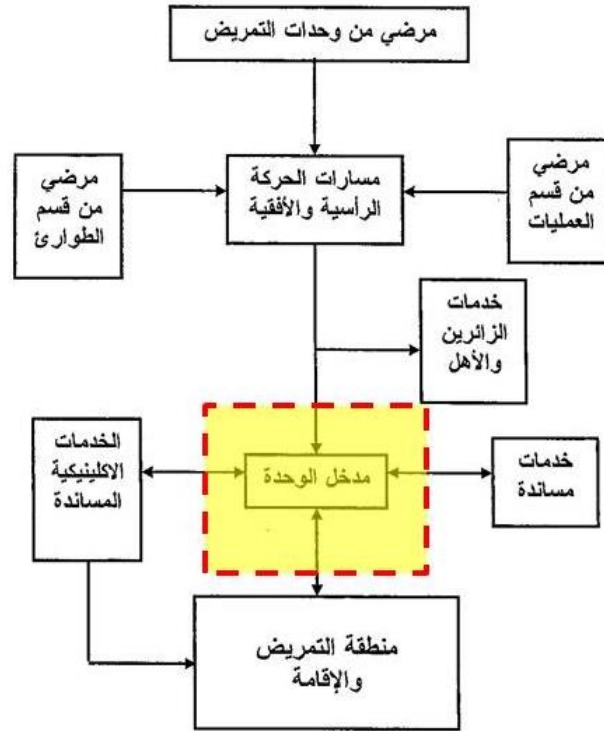 مرضي من وحدات التمريض
مرضي
من قسم
الطوارئ
مسارات الحركة
الرأسية والأفقية
مرضي
من قسم
العمليات
خدمات
الزائرين
والأهل
الخدمات
الاكلينيكية
المساندة
مدخل الوحدة
خدمات
مساندة
منطقة التمريض
والإقامة